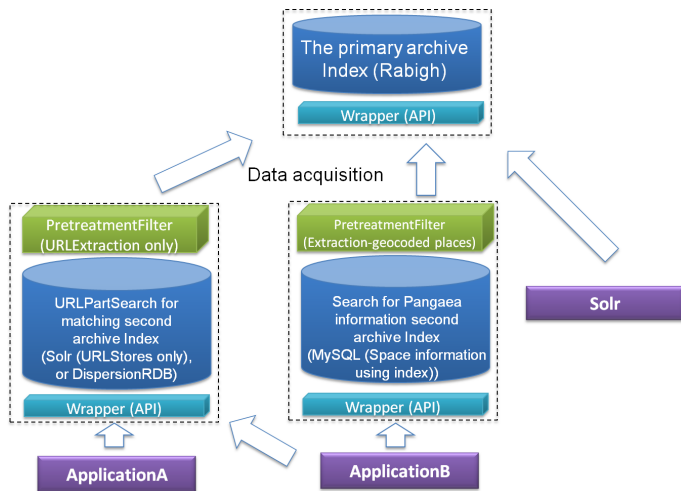 The primary archive
Index (Rabigh)
Wrapper (API)
Data acquisition
PretreatmentFilter
(URLExtraction only)
URLPartSearch for
matching second
archive Index
(Solr (URLStores only),
or DispersionRDB)
Wrapper (API)
ApplicationA
PretreatmentFilter
(Extraction-geocoded places)
Search for Pangaea
information second
archive Index
(MySQL (Space information
using index))
Wrapper (API)
ApplicationB
Solr